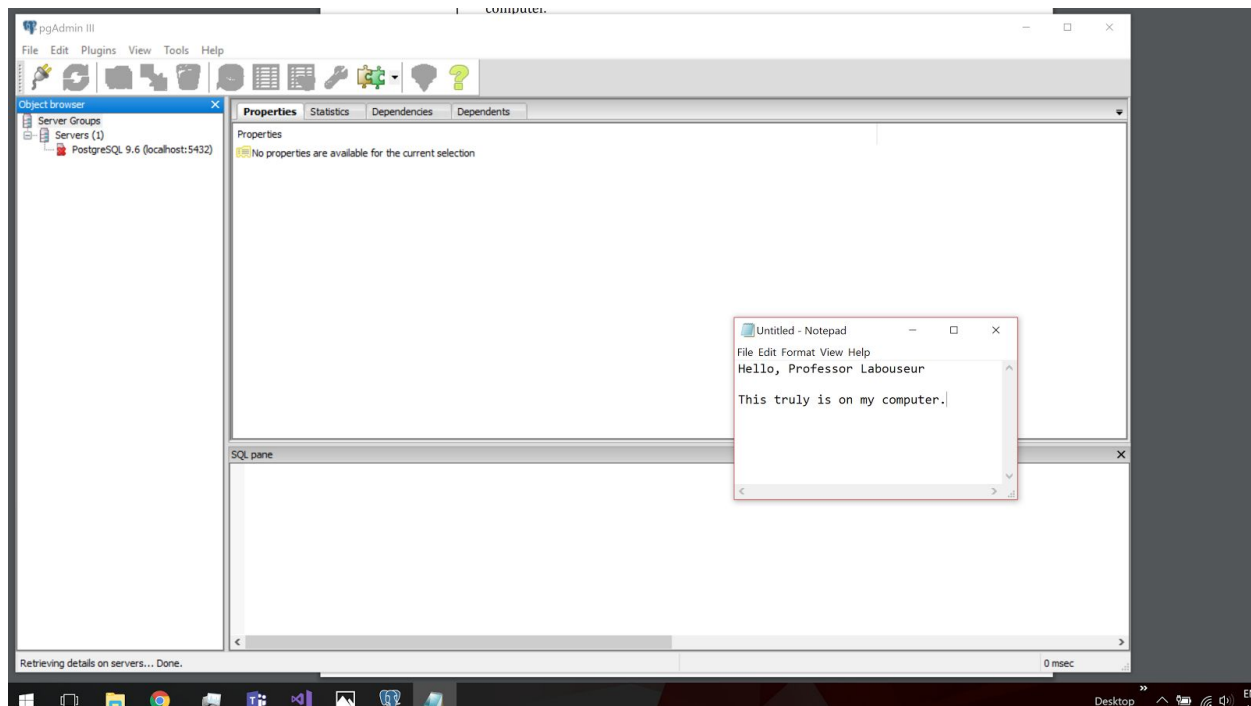 computer.
pgAdmin III
File Edit Plugins View Tools Help
Object browser
Server Groups
Servers (1)
PostgreSQL 9.6 (localhost:5432)
Properties Statistics Dependencies Dependents
Properties
No properties are available for the current selection
Untitled - Notepad
File Edit Format View Help
Hello, Professor Labouseur
This truly is on my computer.
SQL pane
Retrieving details on servers... Done.
0 msec
Desktop